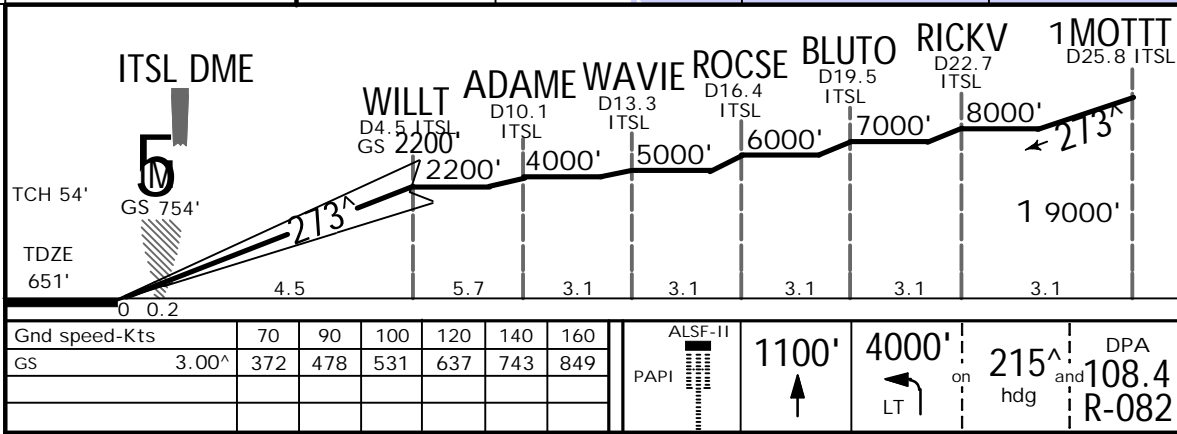 ITSL DME
WILLT
D4.5 ITSL
GS 2200'
ADAME
D10.1
ITSL
WAVIE
D13.3
ITSL
ROCSE
D16.4
ITSL
BLUTO
D19.5
ITSL
RICKV
D22.7
ITSL
1 MOTTT
D25.8 ITSL
2200'
4000'
5000'
6000'
7000'
8000'
273^
1 9000'
5
M
TCH 54'
GS 754'
273^
TDZE
651'
0 0.2
4.5 5.7 3.1 3.1 3.1 3.1 3.1
Gnd speed-Kts 70 90 100 120 140 160
GS 3.00^ 372 478 531 637 743 849
ALSF-II
PAPI
1100'
4000'
LT
on
215^
hdg
and
DPA
108.4
R-082